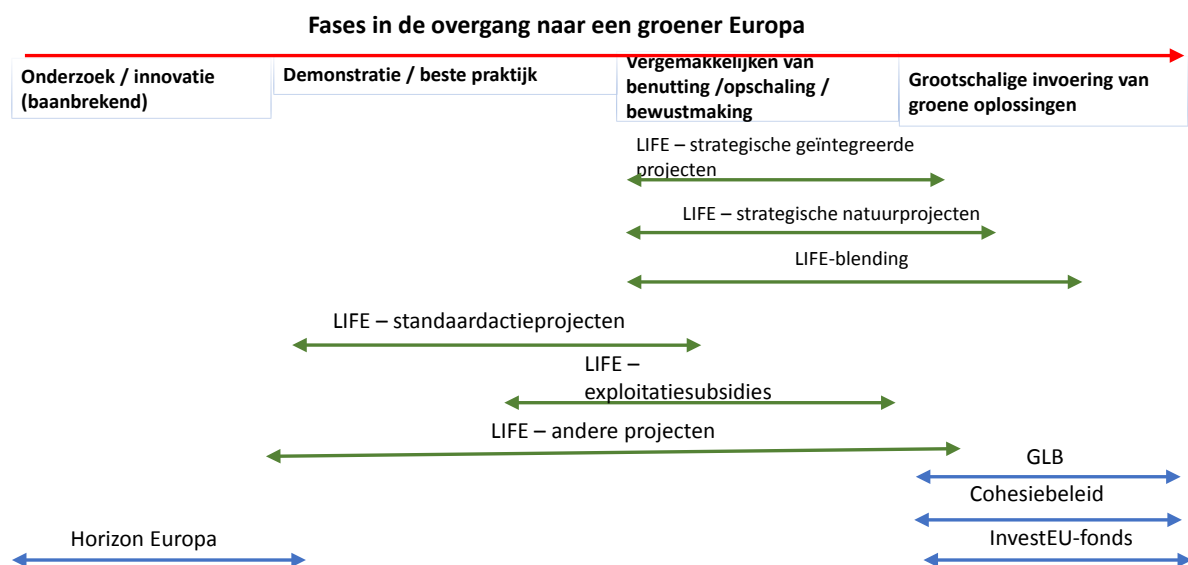 Fases in de overgang naar een groener Europa
Onderzoek / innovatie
(baanbrekend)
Demonstratie / beste praktijk
Vergemakkelijken van
benutting /opschaling /
bewustmaking
Grootschalige invoering van
groene oplossingen
LIFE – strategische geïntegreerde
projecten
LIFE – strategische natuurprojecten
LIFE-blending
LIFE – standaardactieprojecten
LIFE –
exploitatiesubsidies
LIFE – andere projecten
GLB
Cohesiebeleid
Horizon Europa
InvestEU-fonds